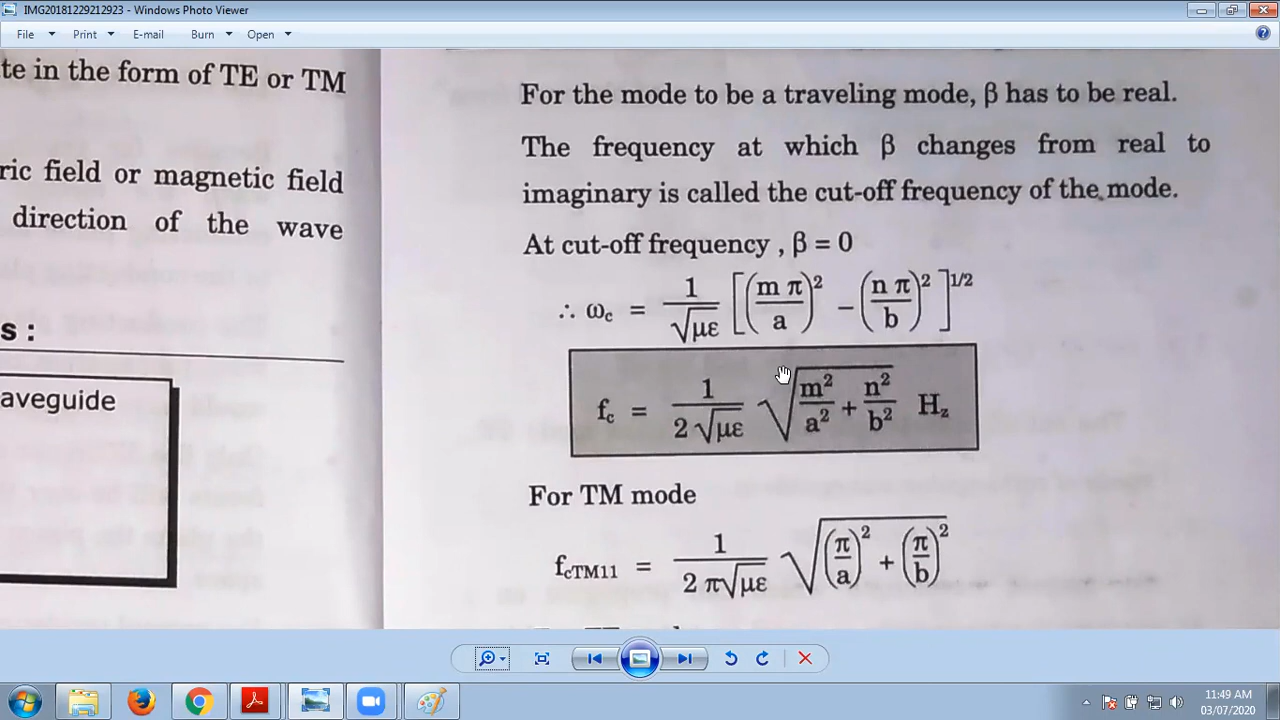 IMG20181229212923 - Windows Photo Viewer
File Print E-mail Burn Open
te in the form of TE or TM
ric field or magnetic field
direction of the wave
s :
aveguide
For the mode to be a traveling mode, β has to be real.
The frequency at which β changes from real to
imaginary is called the cut-off frequency of the mode.
At cut-off frequency , β = 0
∴ ωc = 1/√με [(m π/a)² − (n π/b)²]^1/2
fc = 1/2√με √m²/a² + n²/b² Hz
For TM mode
fcTM11 = 1/2 π√με √(π/a)² + (π/b)²
11:49 AM
03/07/2020